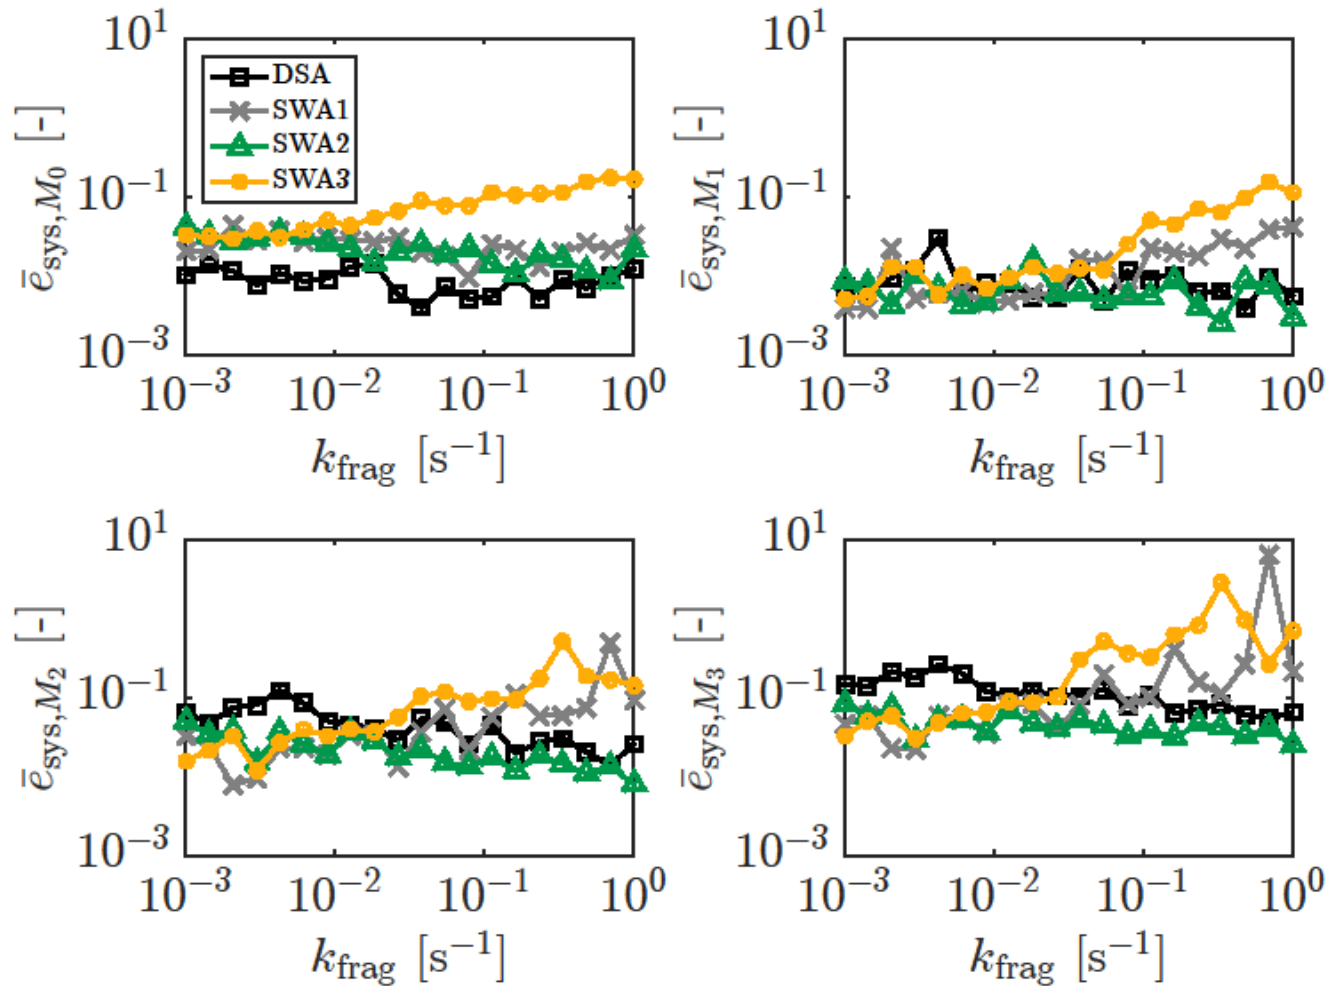 10^1
10^-1
10^-3
ē_sys,M_0 [-]
DSA
SWA1
SWA2
SWA3
10^-3 10^-2 10^-1 10^0
k_frag [s^-1]
10^1
10^-1
10^-3
ē_sys,M_1 [-]
10^-3 10^-2 10^-1 10^0
k_frag [s^-1]
10^1
10^-1
10^-3
ē_sys,M_2 [-]
10^-3 10^-2 10^-1 10^0
k_frag [s^-1]
10^1
10^-1
10^-3
ē_sys,M_3 [-]
10^-3 10^-2 10^-1 10^0
k_frag [s^-1]